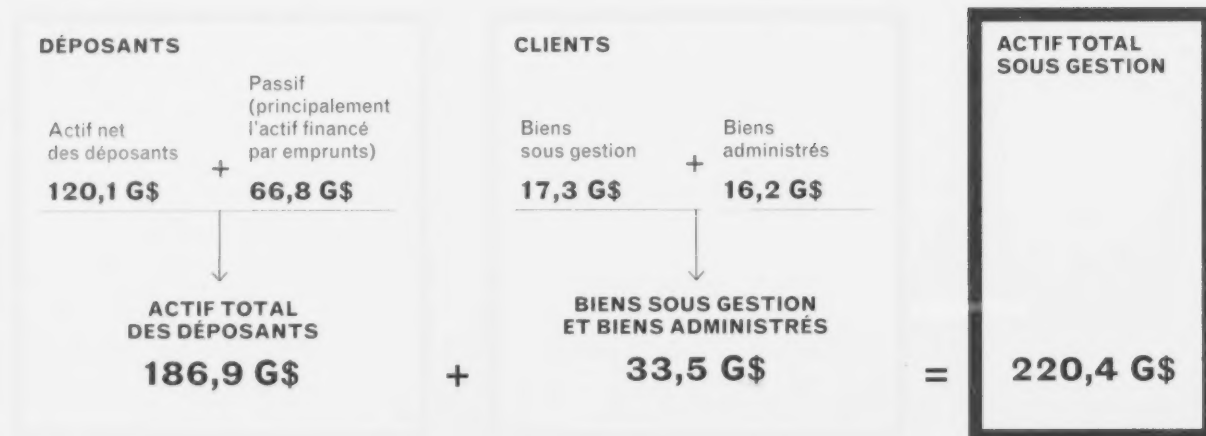 DÉPOSANTS
Actif net
des déposants
120,1 G$
+
Passif
(principalement
l'actif financé
par emprunts)
66,8 G$
ACTIF TOTAL
DES DÉPOSANTS
186,9 G$
+
CLIENTS
Biens
sous gestion
17,3 G$
+
Biens
administrés
16,2 G$
BIENS SOUS GESTION
ET BIENS ADMINISTRÉS
33,5 G$
=
ACTIF TOTAL
SOUS GESTION
220,4 G$